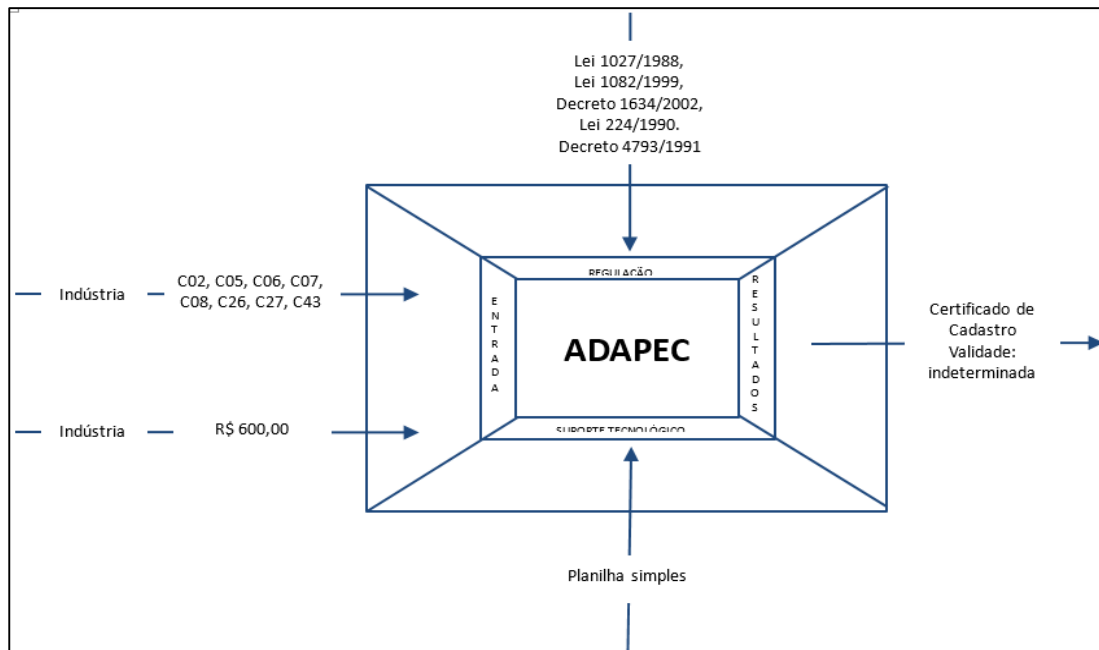 Lei 1027/1988,
Lei 1082/1999,
Decreto 1634/2002,
Lei 224/1990.
Decreto 4793/1991
REGULAÇÃO
Indústria
C02, C05, C06, C07,
C08, C26, C27, C43
ENTRADA
ADAPEC
RESULTADOS
Certificado de
Cadastro
Validade:
indeterminada
Indústria
R$ 600,00
SUPORTE TECNOLÓGICO
Planilha simples